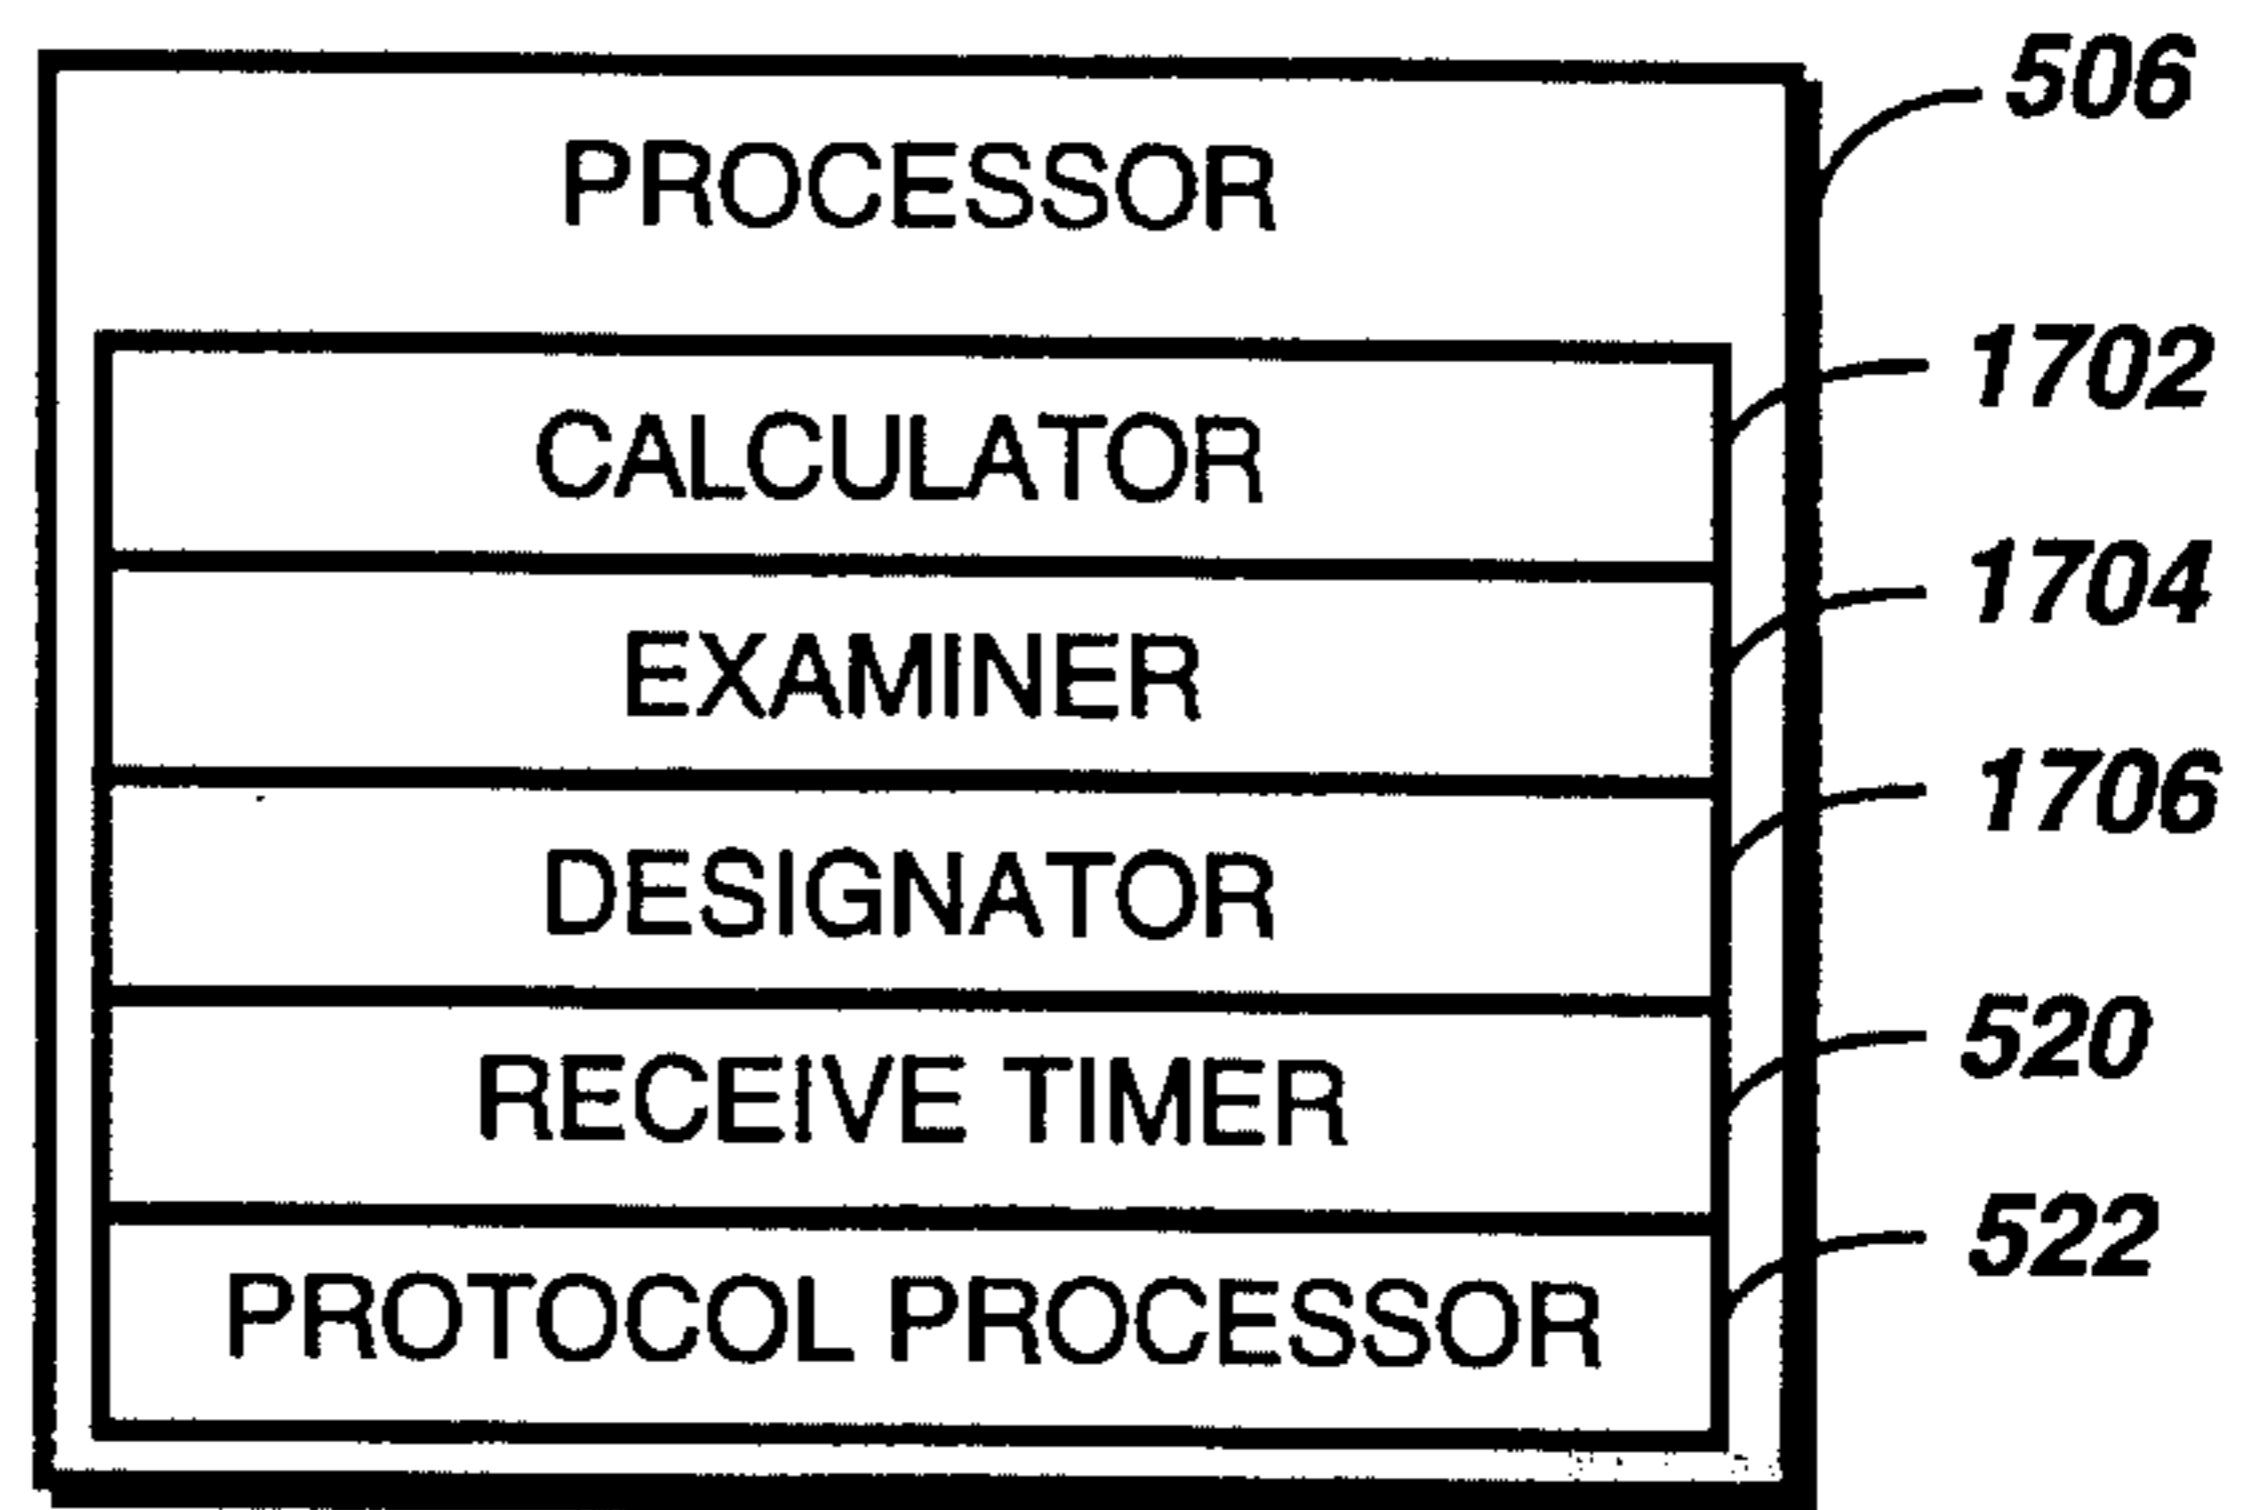 PROCESSOR 506
CALCULATOR 1702
EXAMINER 1704
DESIGNATOR 1706
RECEIVE TIMER 520
PROTOCOL PROCESSOR 522